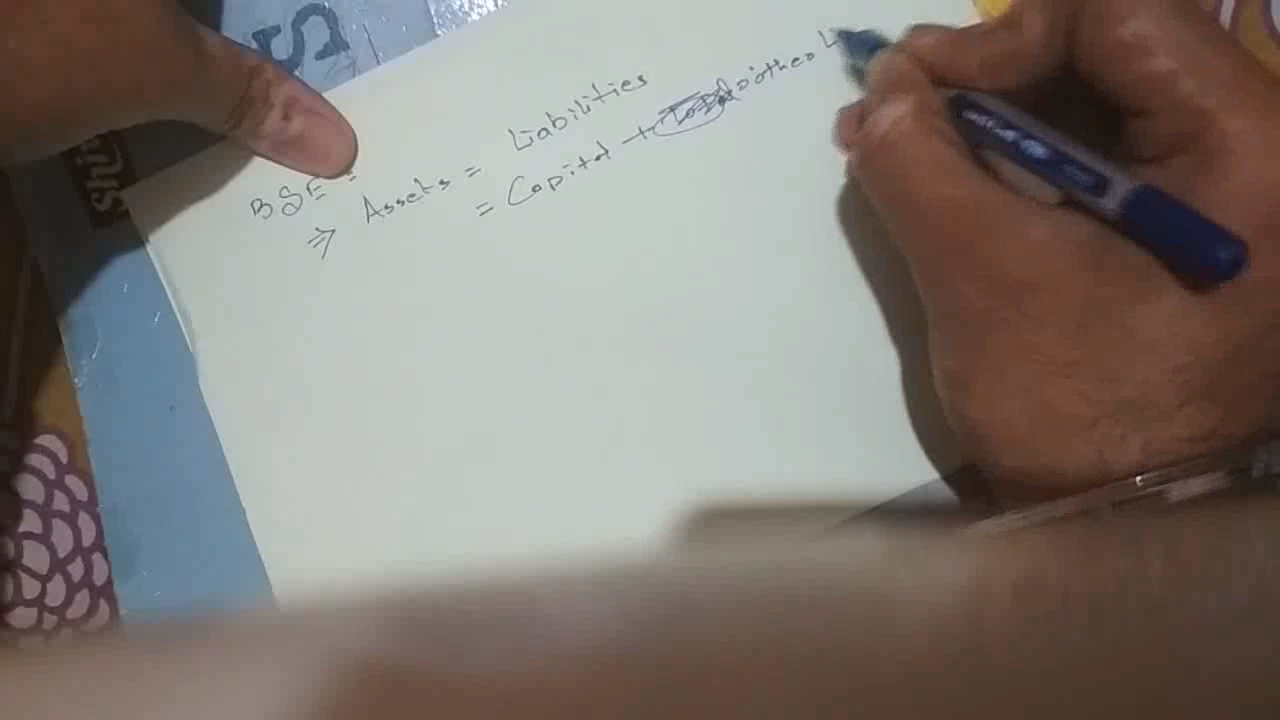 BSE :
⇒ Assets = Liabilities
= Capital + other L